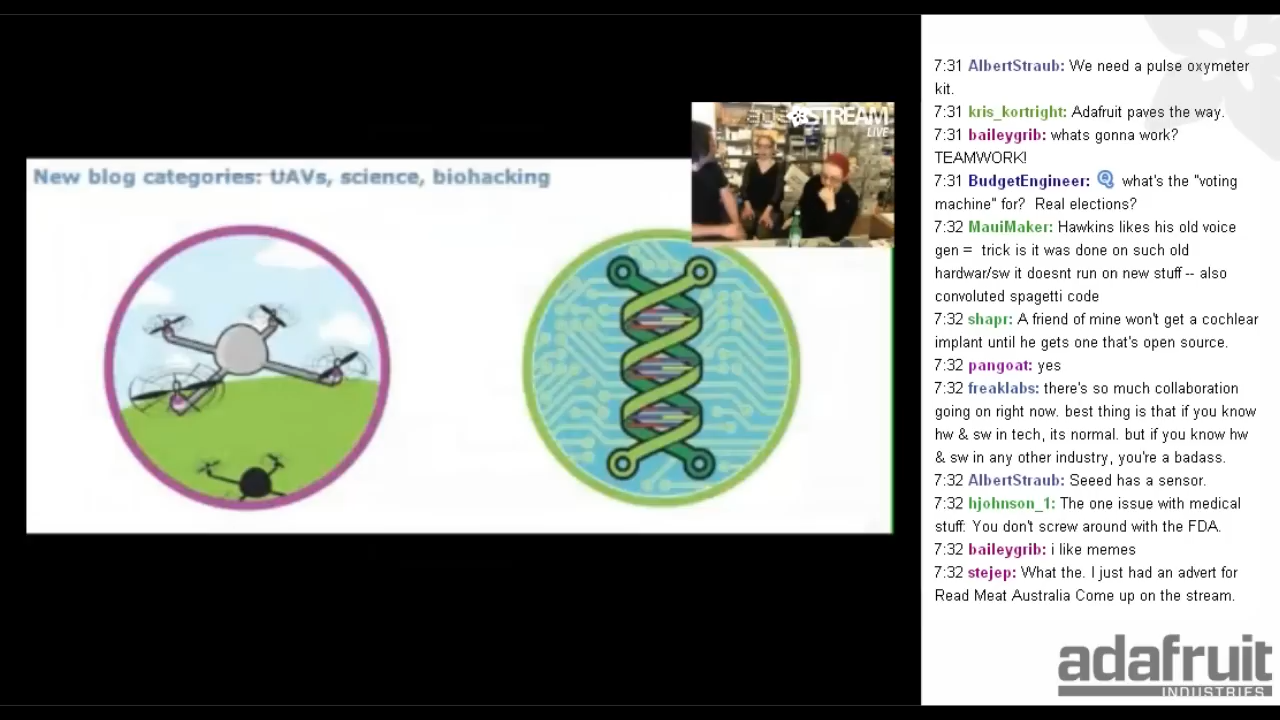 New blog categories: UAVs, science, biohacking
STREAM
LIVE
7:31 AlbertStraub: We need a pulse oxymeter
kit.
7:31 kris_kortright: Adafruit paves the way.
7:31 baileygrib: whats gonna work?
TEAMWORK!
7:31 BudgetEngineer: what's the "voting
machine" for? Real elections?
7:32 MauiMaker: Hawkins likes his old voice
gen = trick is it was done on such old
hardwar/sw it doesnt run on new stuff -- also
convoluted spagetti code
7:32 shapr: A friend of mine won't get a cochlear
implant until he gets one that's open source.
7:32 pangoat: yes
7:32 freaklabs: there's so much collaboration
going on right now. best thing is that if you know
hw & sw in tech, its normal. but if you know hw
& sw in any other industry, you're a badass.
7:32 AlbertStraub: Seeed has a sensor.
7:32 hjohnson_1: The one issue with medical
stuff: You don't screw around with the FDA.
7:32 baileygrib: i like memes
7:32 stejep: What the. I just had an advert for
Read Meat Australia Come up on the stream.
adafruit
INDUSTRIES